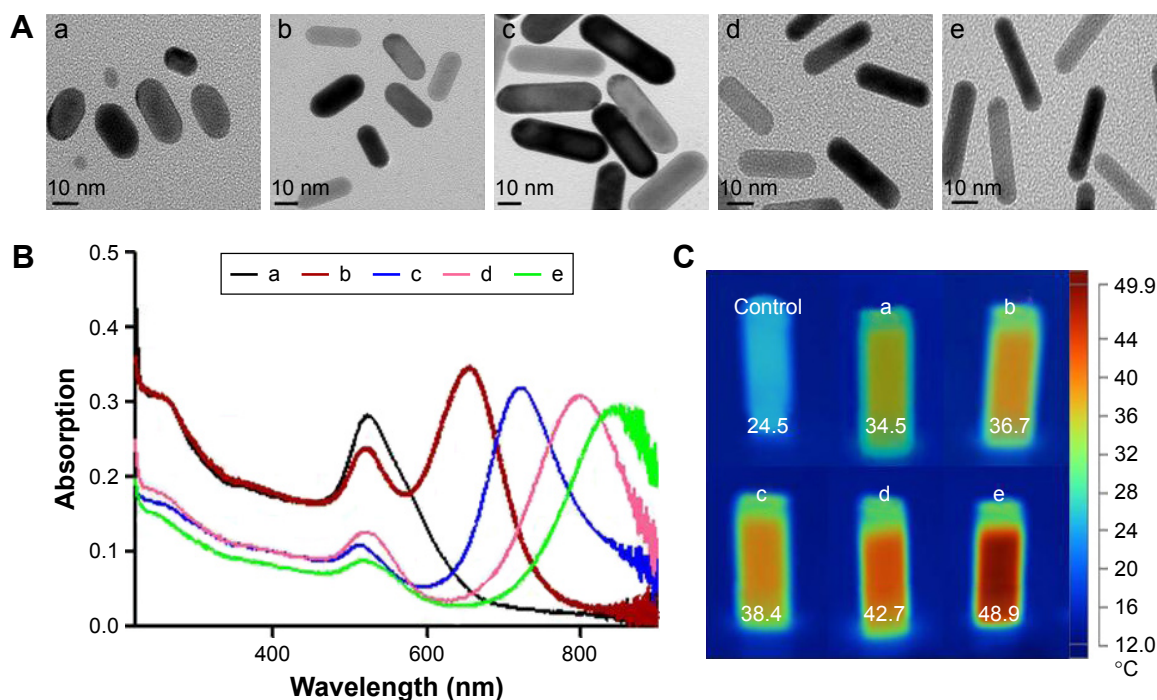 A
a
b
c
d
e
10 nm
10 nm
10 nm
10 nm
10 nm
B
a b c d e
0.5
0.4
0.3
0.2
0.1
0.0
Absorption
400 600 800
Wavelength (nm)
C
Control
a
b
24.5
34.5
36.7
c
d
e
38.4
42.7
48.9
49.9
44
40
36
32
28
24
20
16
12.0
°C